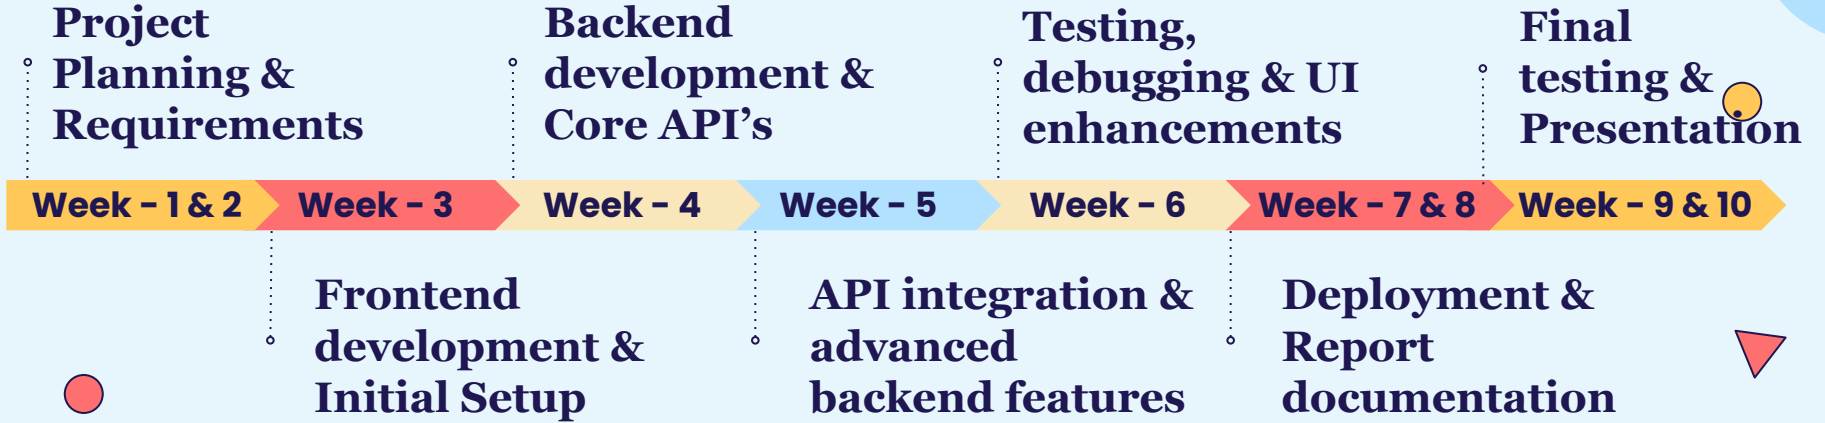 Project
Planning &
Requirements
Backend
development &
Core API’s
Testing,
debugging & UI
enhancements
Final
testing &
Presentation
Week - 1 & 2
Week - 3
Week - 4
Week - 5
Week - 6
Week - 7 & 8
Week - 9 & 10
Frontend
development &
Initial Setup
API integration &
advanced
backend features
Deployment &
Report
documentation